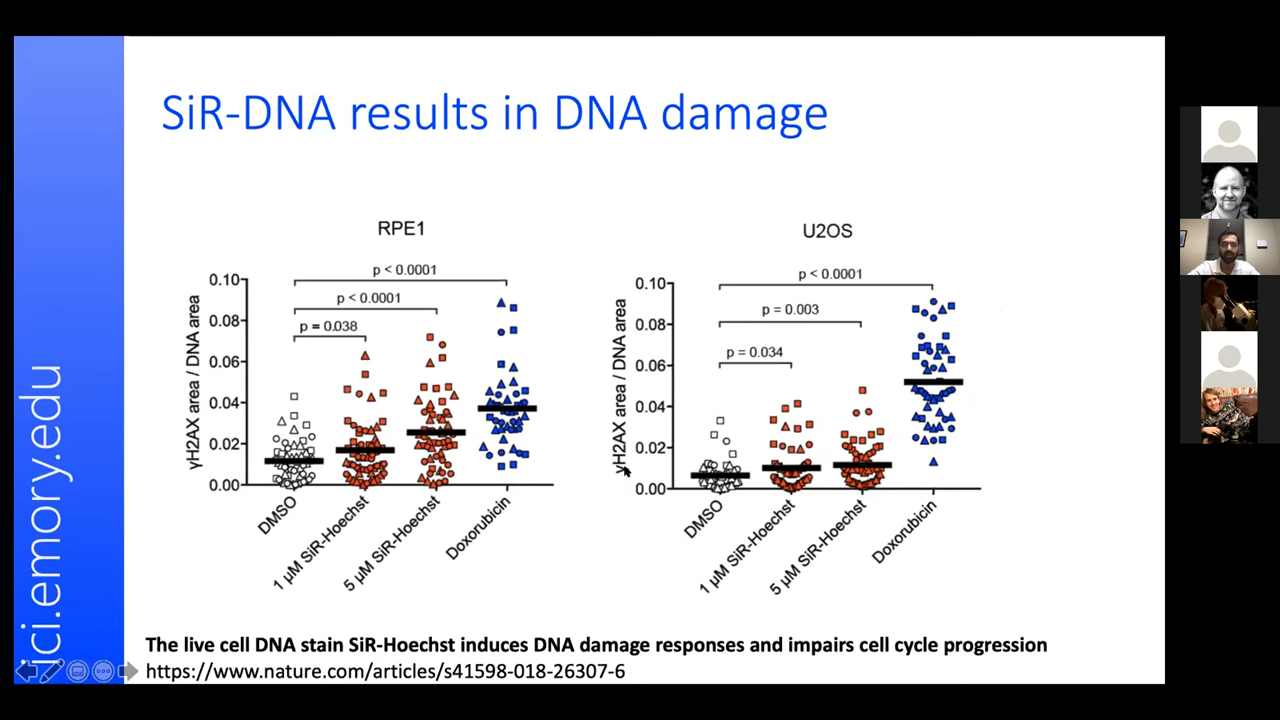 SiR-DNA results in DNA damage
RPE1
p < 0.0001
p < 0.0001
p = 0.038
γH2AX area / DNA area
0.10
0.08
0.06
0.04
0.02
0.00
DMSO
1 µM SiR-Hoechst
5 µM SiR-Hoechst
Doxorubicin
U2OS
p < 0.0001
p = 0.003
p = 0.034
γH2AX area / DNA area
0.10
0.08
0.06
0.04
0.02
0.00
DMSO
1 µM SiR-Hoechst
5 µM SiR-Hoechst
Doxorubicin
The live cell DNA stain SiR-Hoechst induces DNA damage responses and impairs cell cycle progression
https://www.nature.com/articles/s41598-018-26307-6
ici.emory.edu